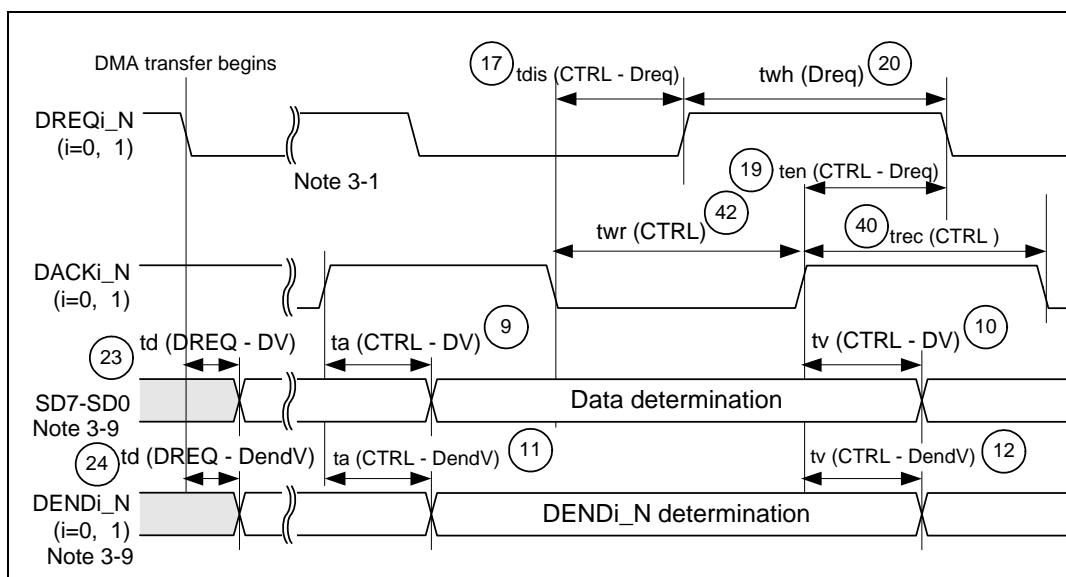 DMA transfer begins
17 tdis (CTRL - Dreq)
twh (Dreq) 20
DREQi_N
(i=0, 1)
Note 3-1
19 ten (CTRL - Dreq)
twr (CTRL) 42
40 trec (CTRL )
DACKi_N
(i=0, 1)
23 td (DREQ - DV)
ta (CTRL - DV) 9
tv (CTRL - DV) 10
SD7-SD0
Note 3-9
Data determination
24 td (DREQ - DendV)
ta (CTRL - DendV) 11
tv (CTRL - DendV) 12
DENDi_N
(i=0, 1)
Note 3-9
DENDi_N determination